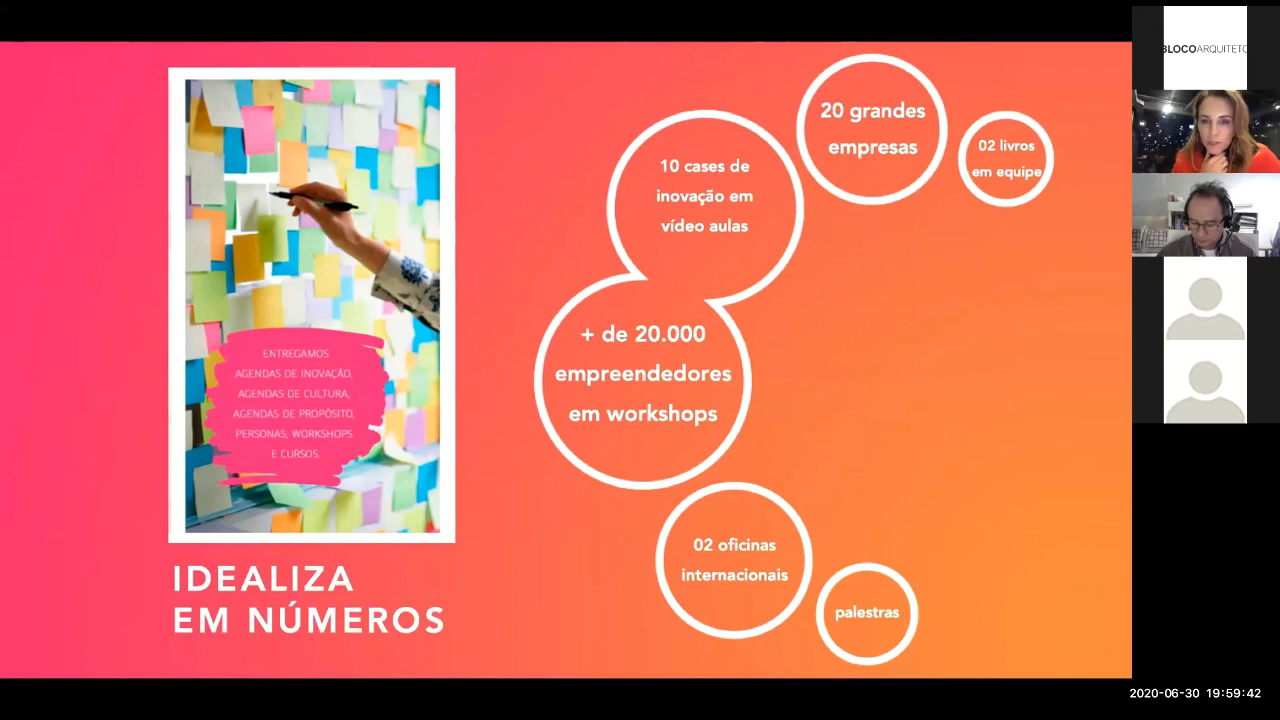 ENTREGAMOS
AGENDAS DE INOVAÇÃO,
AGENDAS DE CULTURA,
AGENDAS DE PROPÓSITO,
PERSONAS, WORKSHOPS
E CURSOS.
IDEALIZA
EM NÚMEROS
10 cases de
inovação em
vídeo aulas
20 grandes
empresas
02 livros
em equipe
+ de 20.000
empreendedores
em workshops
02 oficinas
internacionais
palestras
BLOCOARQUITETO
2020-06-30 19:59:42